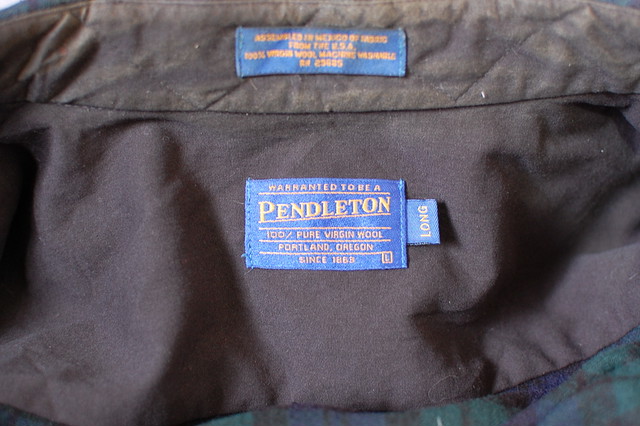 ASSEMBLED IN MEXICO OF FABRIC
FROM THE U.S.A.
100% VIRGIN WOOL MACHINE WASHABLE
RN 29685
WARRANTED TO BE A
PENDLETON
100% PURE VIRGIN WOOL
PORTLAND, OREGON
SINCE 1863
L
LONG